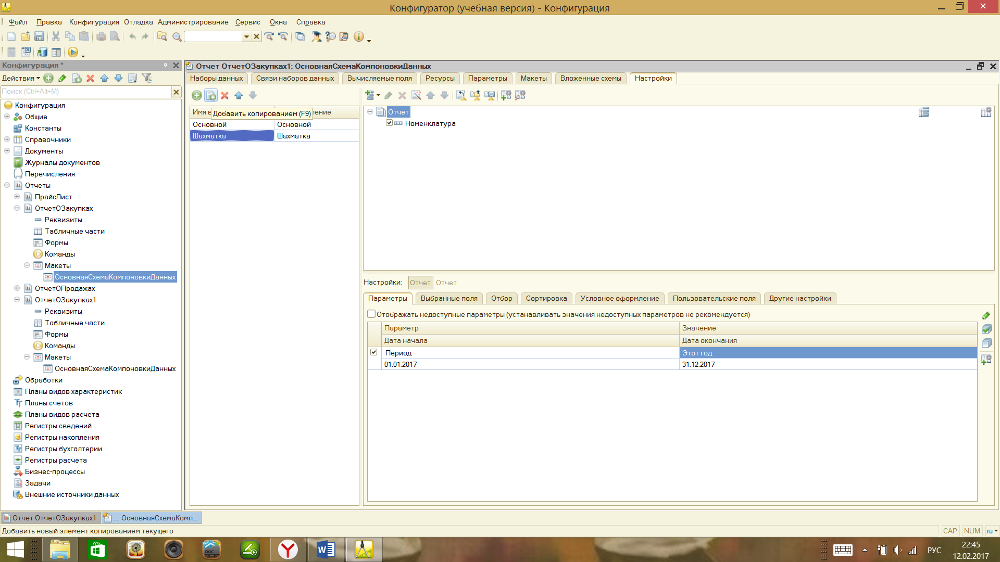 Конфигуратор (учебная версия) - Конфигурация
Файл Правка Конфигурация Отладка Администрирование Сервис Окна Справка
Конфигурация *
Действия
Поиск (Ctrl+Alt+M)
Конфигурация
Общие
Константы
Справочники
Документы
Журналы документов
Перечисления
Отчеты
ПрайсЛист
ОтчетОЗакупках
Реквизиты
Табличные части
Формы
Команды
Макеты
ОсновнаяСхемаКомпоновкиДанных
ОтчетОПродажах
ОтчетОЗакупках1
Реквизиты
Табличные части
Формы
Команды
Макеты
ОсновнаяСхемаКомпоновкиДанных
Обработки
Планы видов характеристик
Планы счетов
Планы видов расчета
Регистры сведений
Регистры накопления
Регистры бухгалтерии
Регистры расчета
Бизнес-процессы
Задачи
Внешние источники данных
Отчет ОтчетОЗакупках1: ОсновнаяСхемаКомпоновкиДанных
Наборы данных Связи наборов данных Вычисляемые поля Ресурсы Параметры Макеты Вложенные схемы Настройки
Имя в ление
Добавить копированием (F9)
Основной Основной
Шахматка Шахматка
Отчет
Номенклатура
Настройки: Отчет Отчет
Параметры Выбранные поля Отбор Сортировка Условное оформление Пользовательские поля Другие настройки
Отображать недоступные параметры (устанавливать значения недоступных параметров не рекомендуется)
Параметр Значение
Дата начала Дата окончания
Период Этот год
01.01.2017 31.12.2017
Отчет ОтчетОЗакупках1 ...: ОсновнаяСхемаКомп...
Добавить новый элемент копированием текущего
CAP NUM ru
DOC
РУС
22:45
12.02.2017